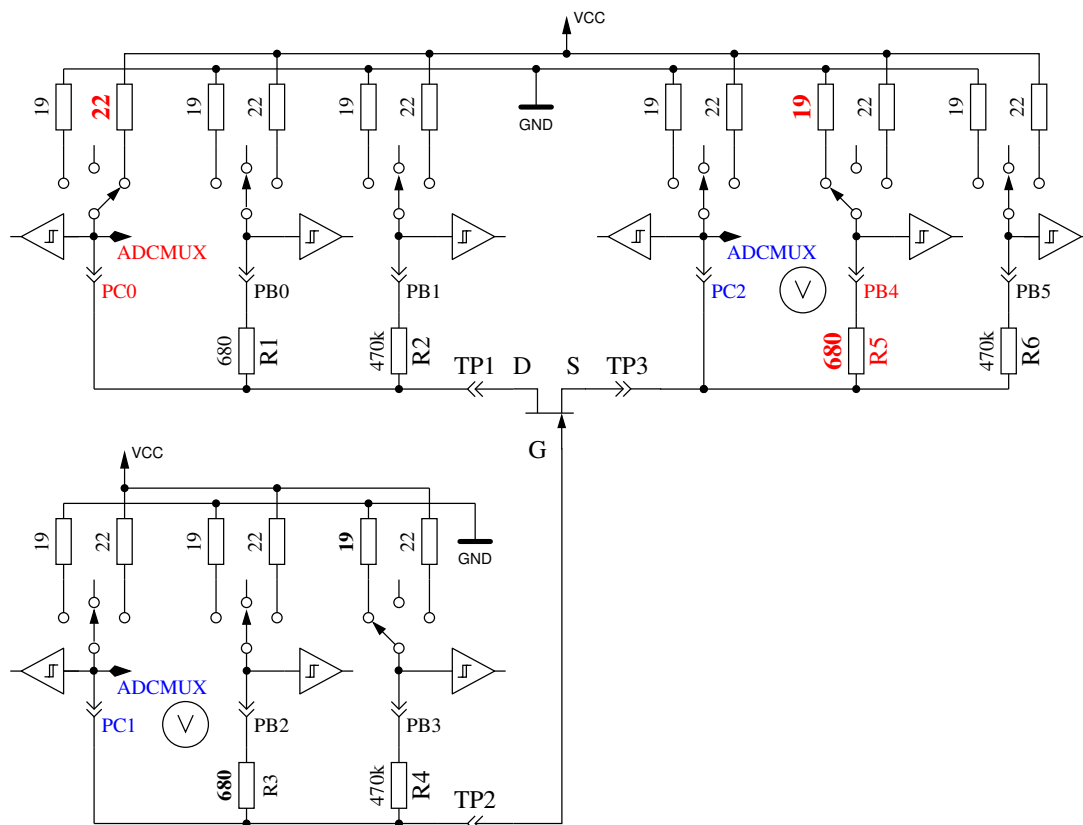 VCC
19
22
19
22
19
22
GND
19
22
19
22
19
22
ADCMUX
ADCMUX
PC0
PB0
PB1
PC2
V
PB4
PB5
680
R1
470k
R2
680
R5
470k
R6
TP1
D
S
TP3
G
VCC
19
22
19
22
19
22
GND
ADCMUX
PC1
V
PB2
PB3
680
R3
470k
R4
TP2